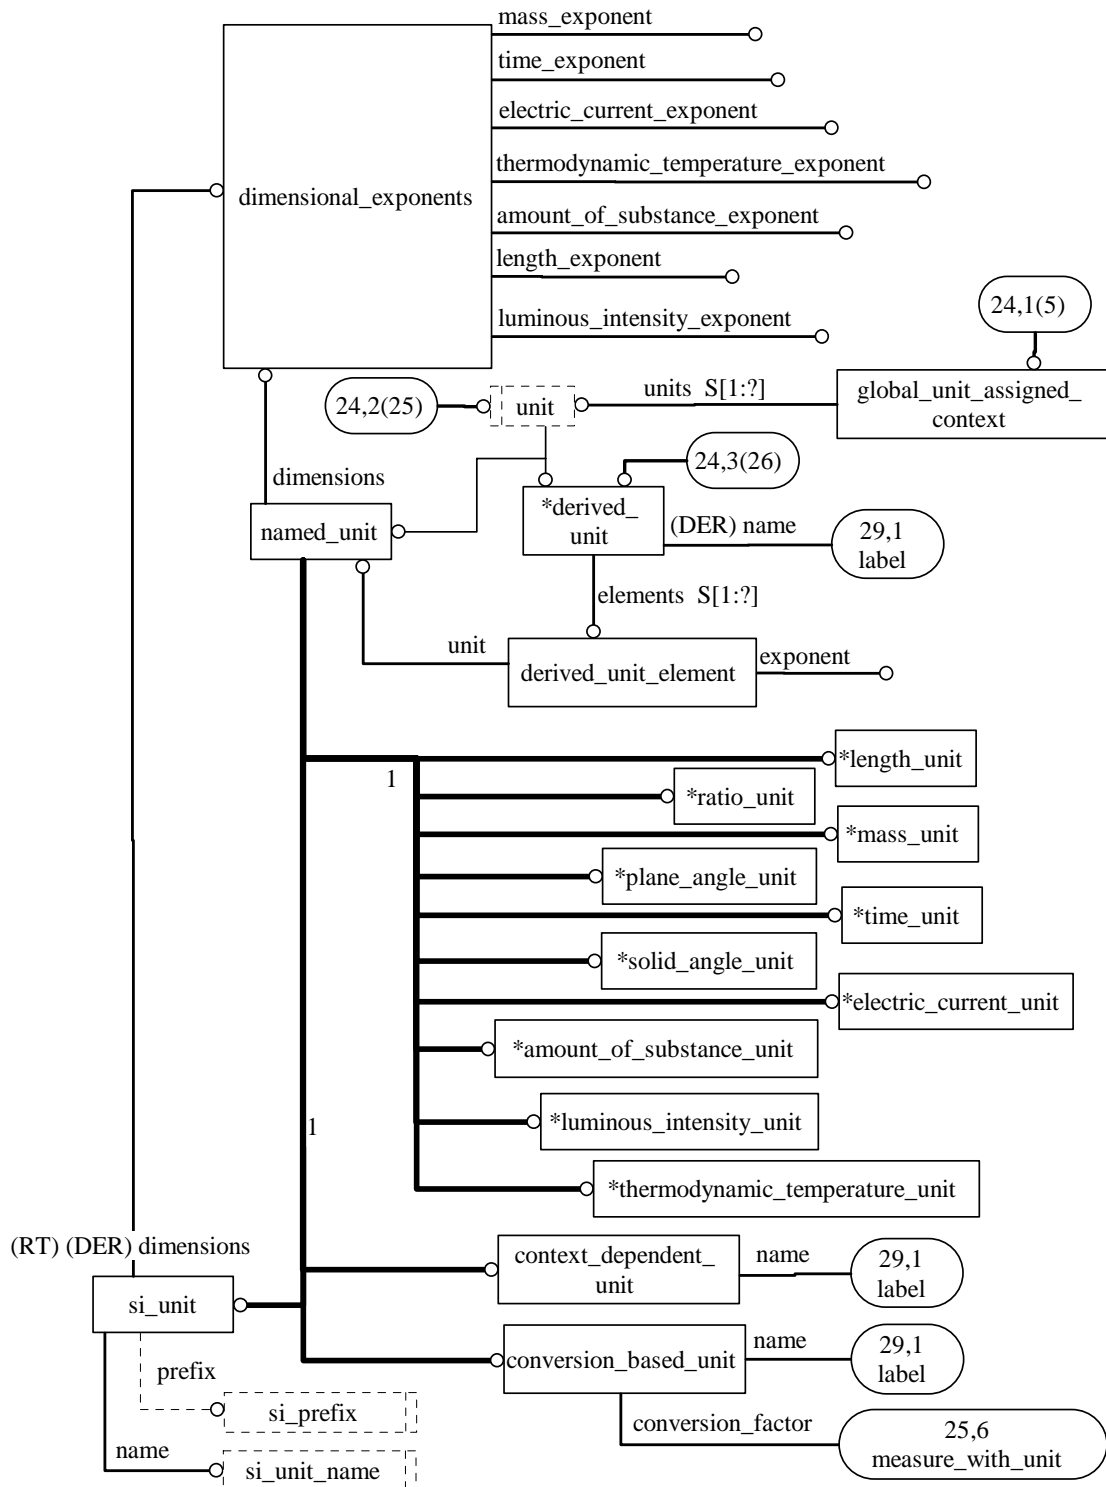 mass_exponent
time_exponent
electric_current_exponent
thermodynamic_temperature_exponent
dimensional_exponents
amount_of_substance_exponent
length_exponent
luminous_intensity_exponent
24,1(5)
24,2(25)
unit
units S[1:?]
global_unit_assigned_
context
dimensions
24,3(26)
named_unit
*derived_
unit
(DER) name
29,1
label
elements S[1:?]
unit
derived_unit_element
exponent
1
*length_unit
*ratio_unit
*mass_unit
*plane_angle_unit
*time_unit
*solid_angle_unit
*electric_current_unit
*amount_of_substance_unit
1
*luminous_intensity_unit
*thermodynamic_temperature_unit
(RT) (DER) dimensions
context_dependent_
unit
name
29,1
label
si_unit
conversion_based_unit
name
29,1
label
prefix
si_prefix
conversion_factor
25,6
measure_with_unit
name
si_unit_name